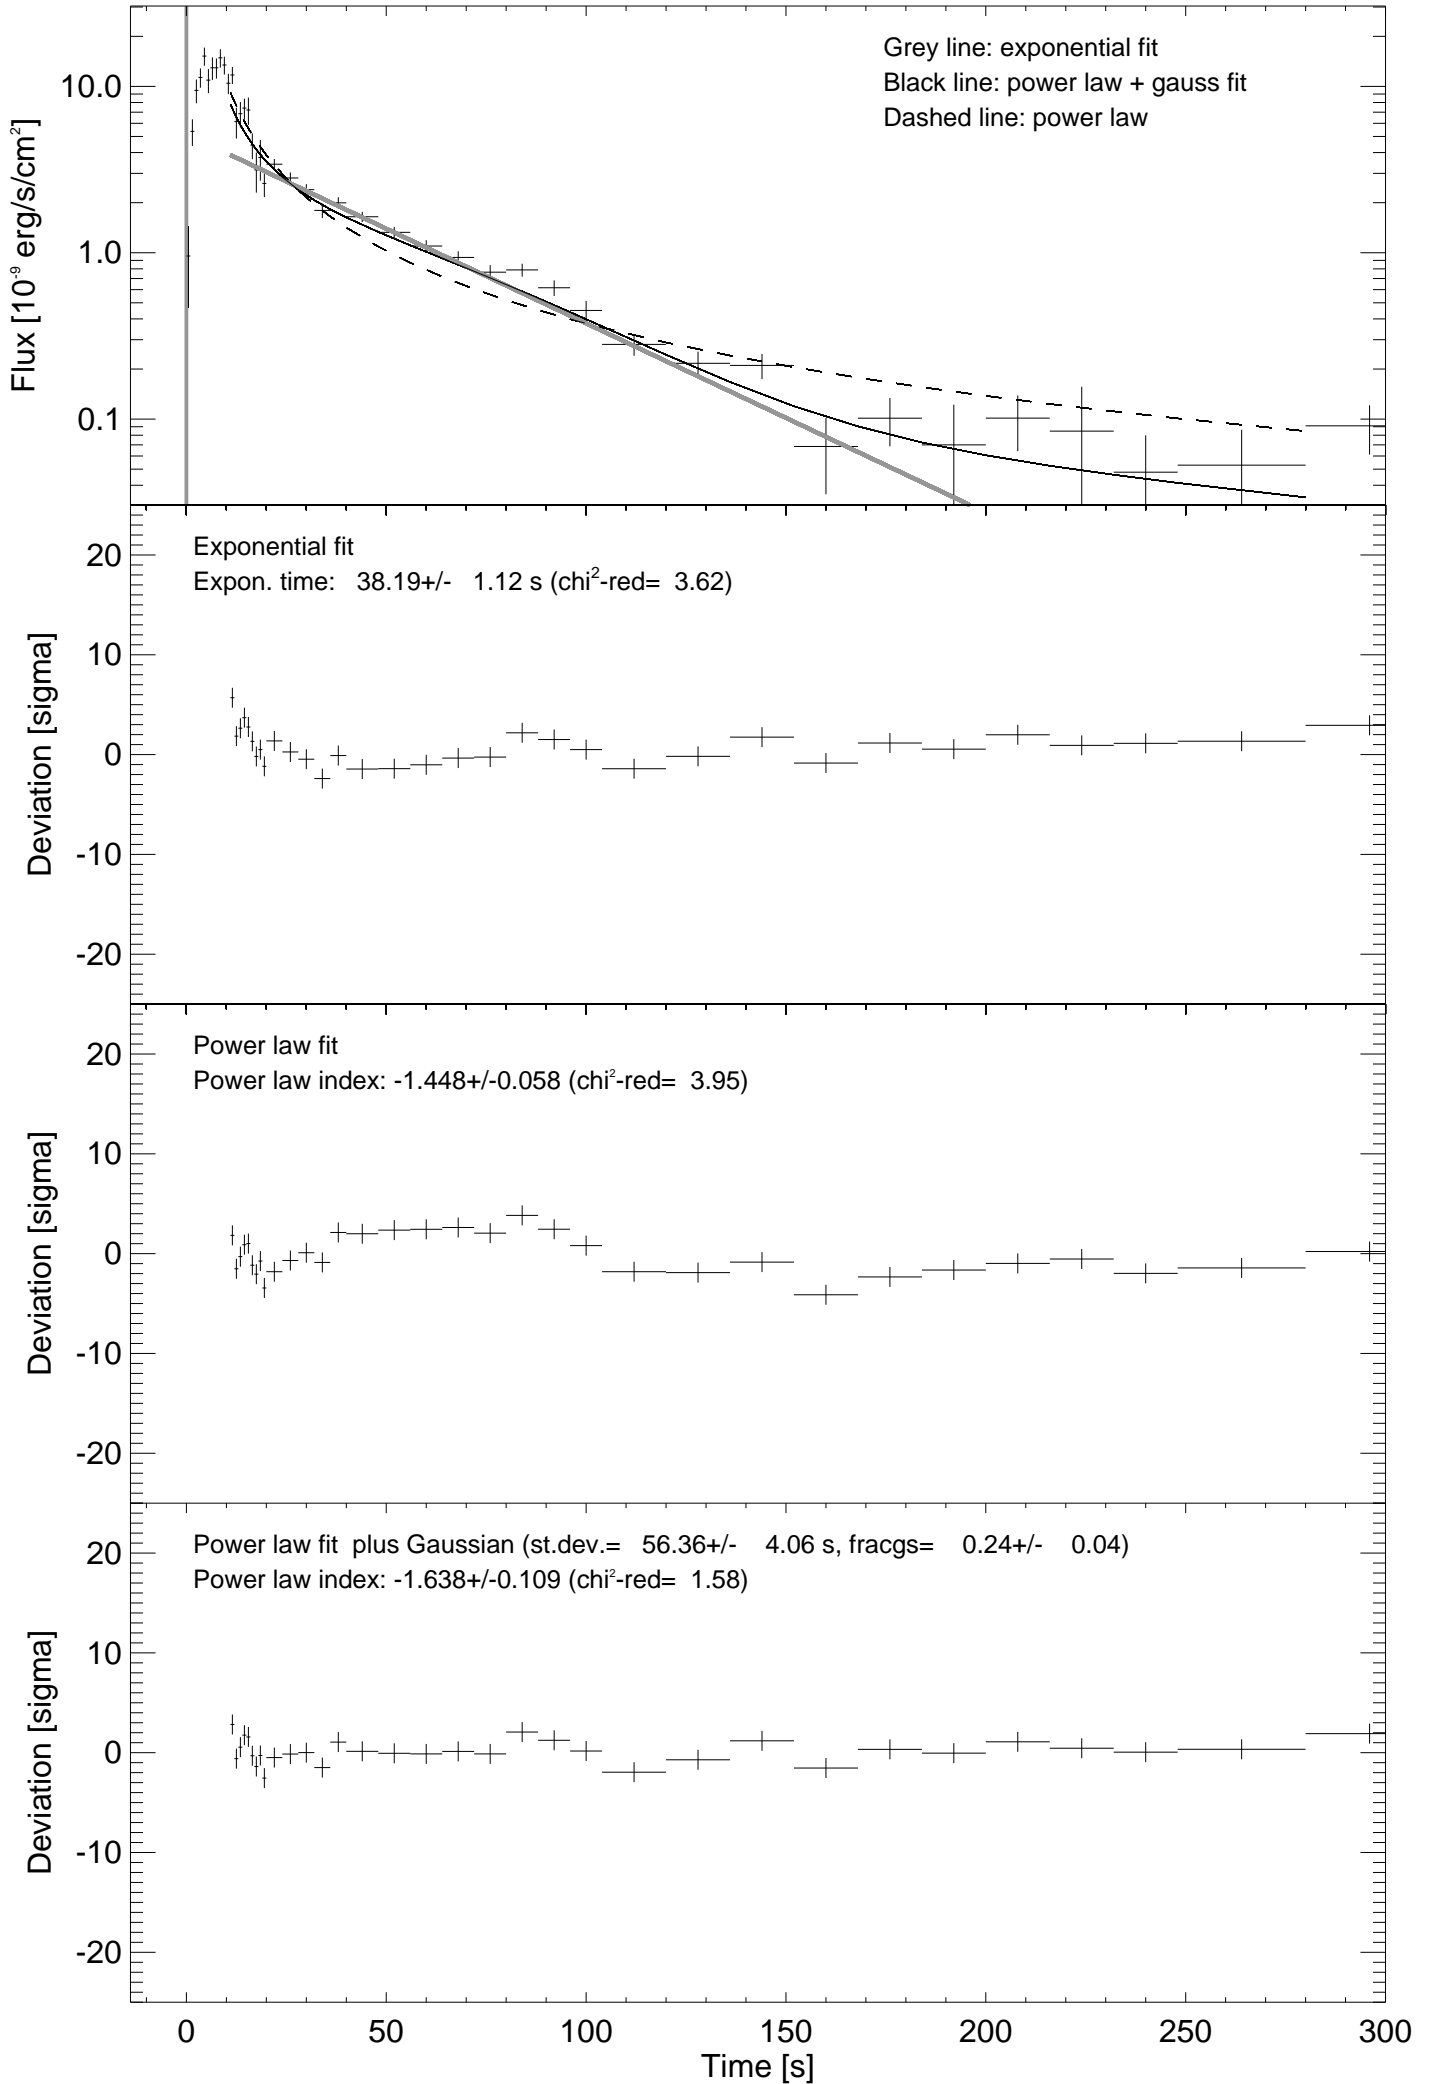 Grey line: exponential fit
Black line: power law + gauss fit
Dashed line: power law
10.0
1.0
0.1
Flux [10⁻⁹ erg/s/cm²]
Exponential fit
Expon. time: 38.19+/- 1.12 s (chi²-red= 3.62)
20
10
0
-10
-20
Deviation [sigma]
Power law fit
Power law index: -1.448+/-0.058 (chi²-red= 3.95)
20
10
0
-10
-20
Deviation [sigma]
Power law fit plus Gaussian (st.dev.= 56.36+/- 4.06 s, fracgs= 0.24+/- 0.04)
Power law index: -1.638+/-0.109 (chi²-red= 1.58)
20
10
0
-10
-20
Deviation [sigma]
0 50 100 150 200 250 300
Time [s]